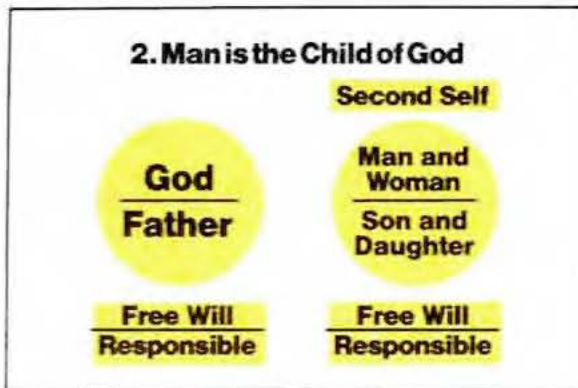 2. Man is the Child of God
Second Self
God
Father
Man and
Woman
Son and
Daughter
Free Will
Responsible
Free Will
Responsible